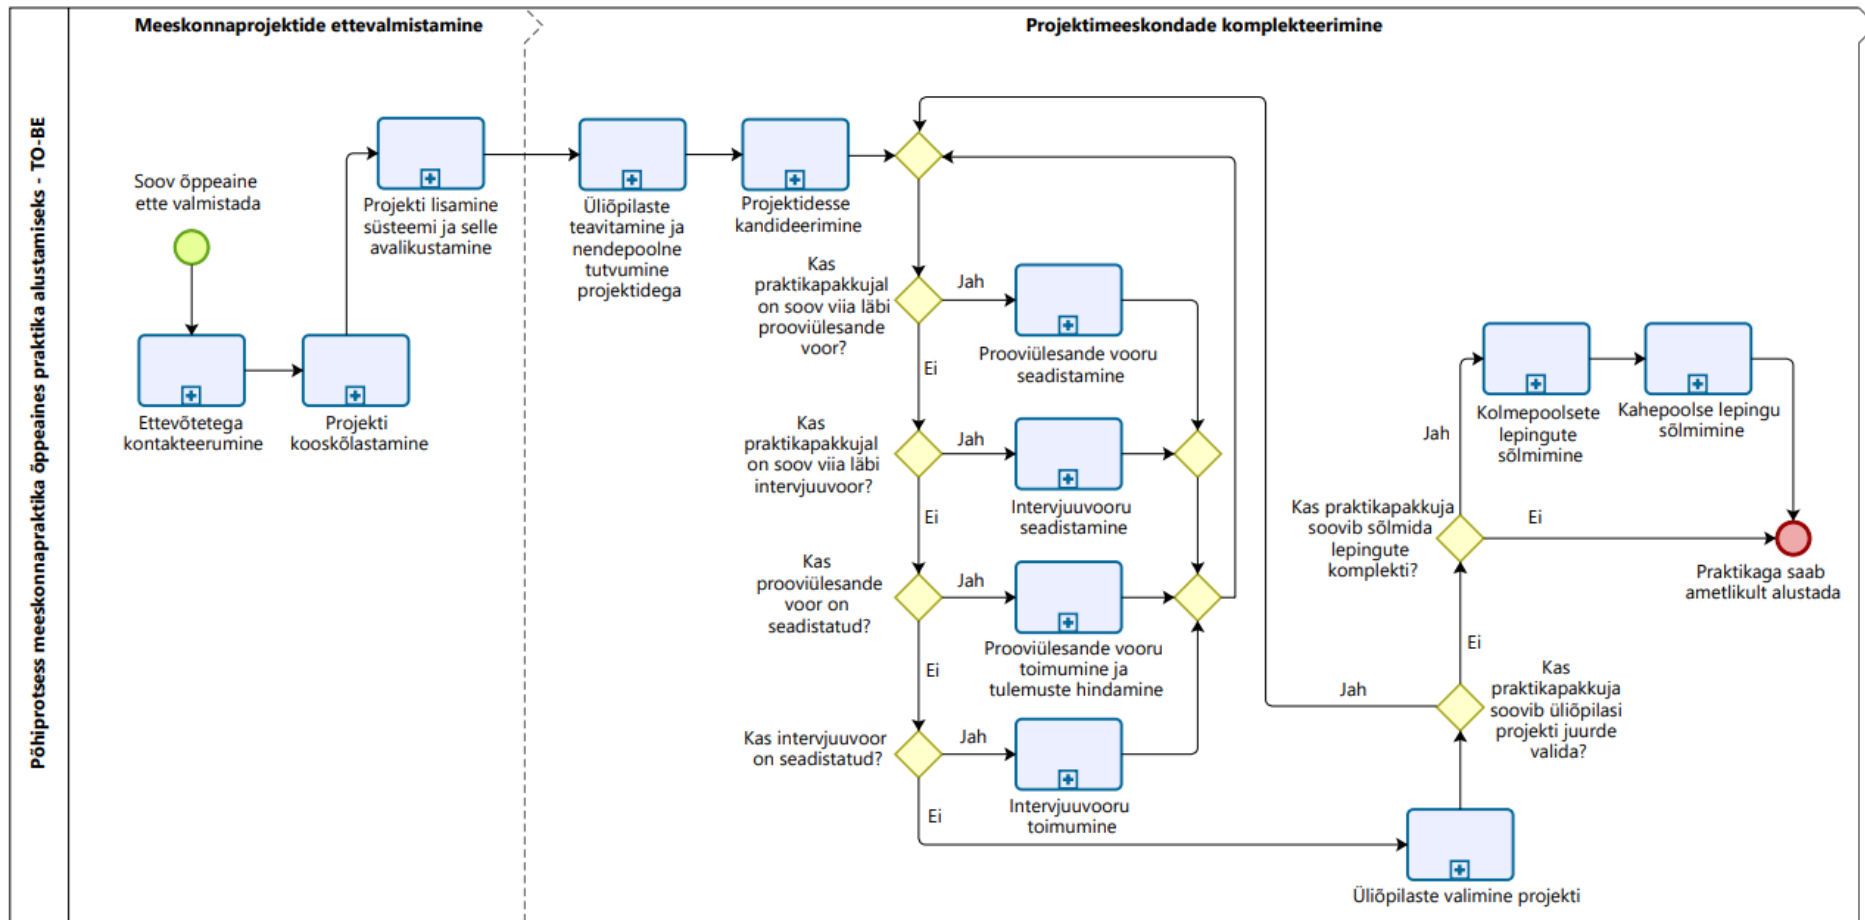 Meeskonnaprojektide ettevalmistamine
Projektimeeskondade komplekteerimine
Põhiprotsess meeskonnapraktika õppeaines praktika alustamiseks - TO-BE
Soov õppeaine
ette valmistada
Ettevõtetega
kontakteerumine
Projekti
kooskõlastamine
Projekti lisamine
süsteemi ja selle
avalikustamine
Üliõpilaste
teavitamine ja
nendepoolne
tutvumine
projektidega
Projektidesse
kandideerimine
Kas
praktikapakkujal
on soov viia läbi
prooviülesande
voor?
Jah
Ei
Prooviülesande vooru
seadistamine
Kas
praktikapakkujal
on soov viia läbi
intervjuuvoor?
Jah
Ei
Intervjuuvooru
seadistamine
Kas
prooviülesande
voor on
seadistatud?
Jah
Ei
Prooviülesande vooru
toimumine ja
tulemuste hindamine
Kas intervjuuvoor
on seadistatud?
Jah
Ei
Intervjuuvooru
toimumine
Üliõpilaste valimine projekti
Kas
praktikapakkuja
soovib üliõpilasi
projekti juurde
valida?
Jah
Ei
Kas praktikapakkuja
soovib sõlmida
lepingute
komplekti?
Jah
Ei
Kolmepoolsete
lepingute
sõlmimine
Kahepoolse lepingu
sõlmimine
Praktikaga saab
ametlikult alustada